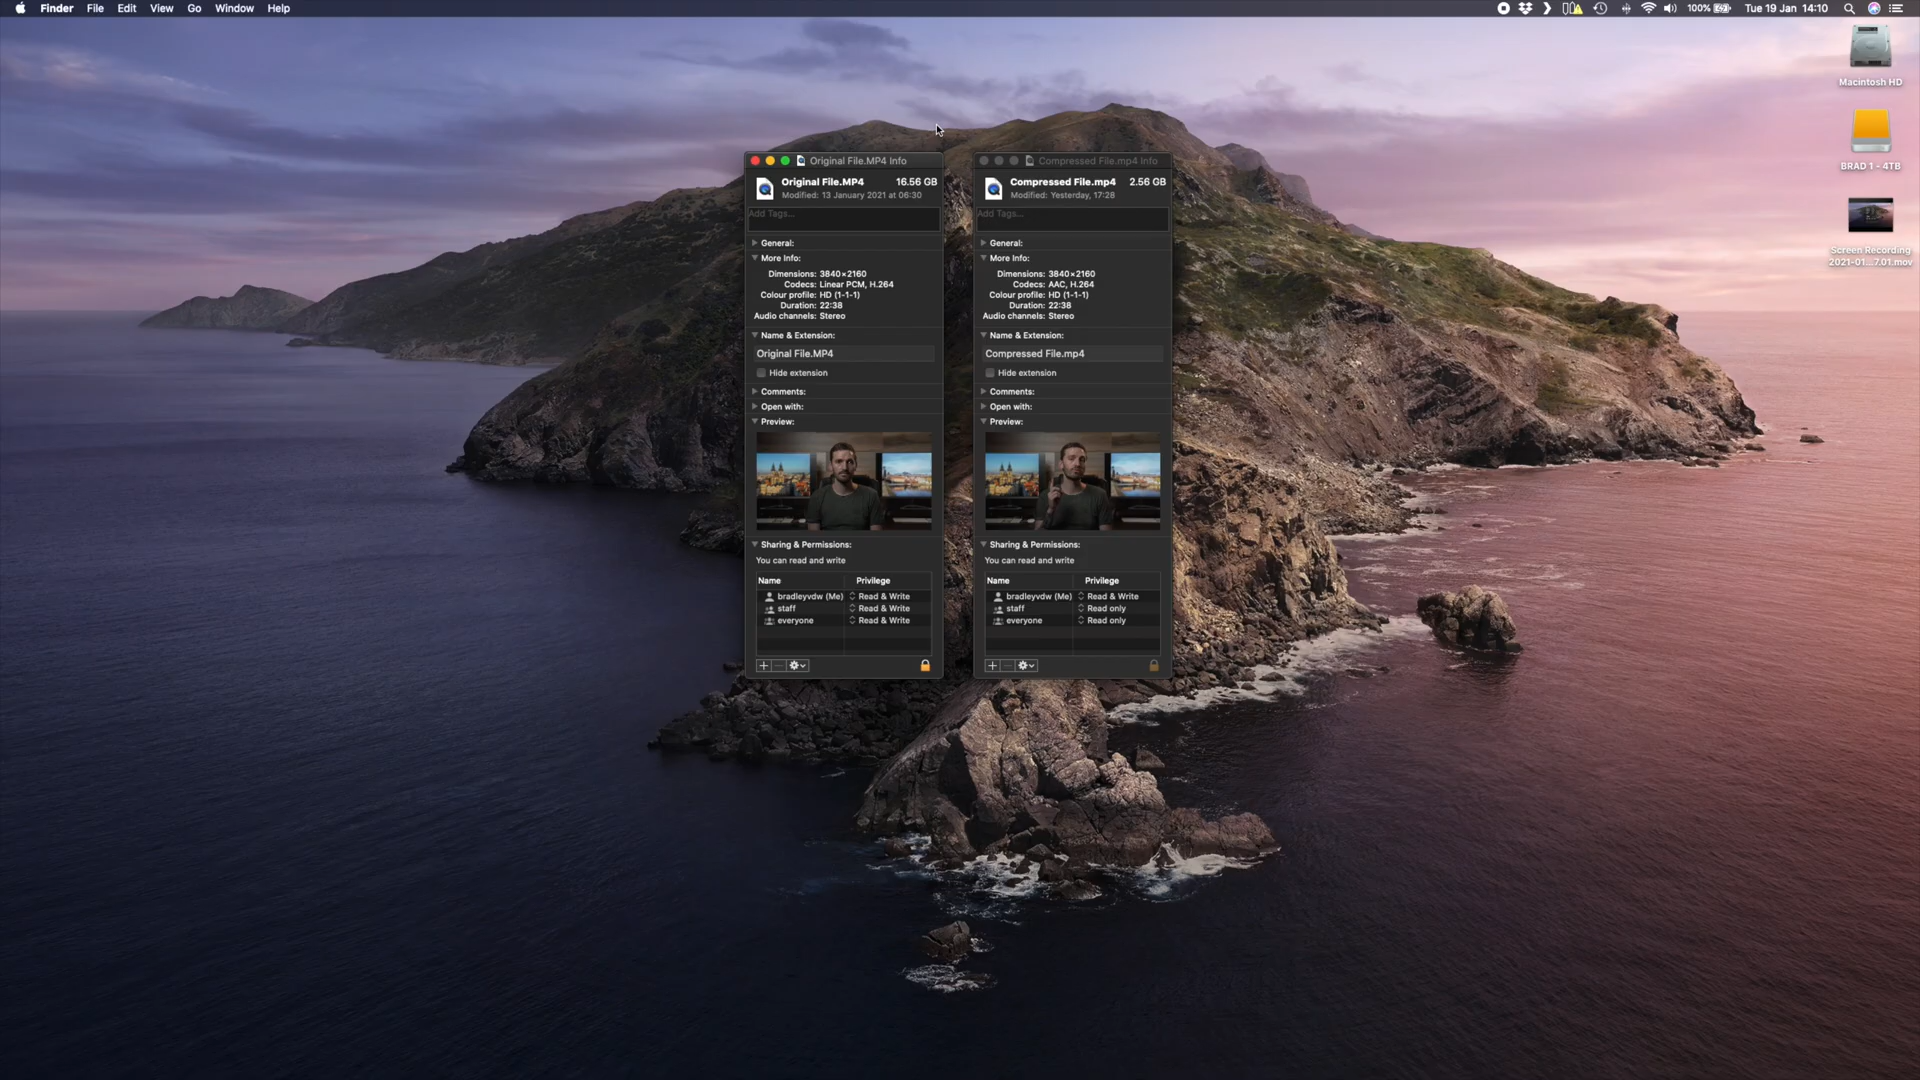 Finder File Edit View Go Window Help
100% Tue 19 Jan 14:10
Macintosh HD
BRAD 1 - 4TB
Screen Recording
2021-01...7.01.mov
Original File.MP4 Info
Original File.MP4 16.56 GB
Modified: 13 January 2021 at 06:30
Add Tags...
General:
More Info:
Dimensions: 3840×2160
Codecs: Linear PCM, H.264
Colour profile: HD (1-1-1)
Duration: 22:38
Audio channels: Stereo
Name & Extension:
Original File.MP4
Hide extension
Comments:
Open with:
Preview:
Sharing & Permissions:
You can read and write
Name Privilege
bradleyvdw (Me) Read & Write
staff Read & Write
everyone Read & Write
Compressed File.mp4 Info
Compressed File.mp4 2.56 GB
Modified: Yesterday, 17:28
Add Tags...
General:
More Info:
Dimensions: 3840×2160
Codecs: AAC, H.264
Colour profile: HD (1-1-1)
Duration: 22:38
Audio channels: Stereo
Name & Extension:
Compressed File.mp4
Hide extension
Comments:
Open with:
Preview:
Sharing & Permissions:
You can read and write
Name Privilege
bradleyvdw (Me) Read & Write
staff Read only
everyone Read only